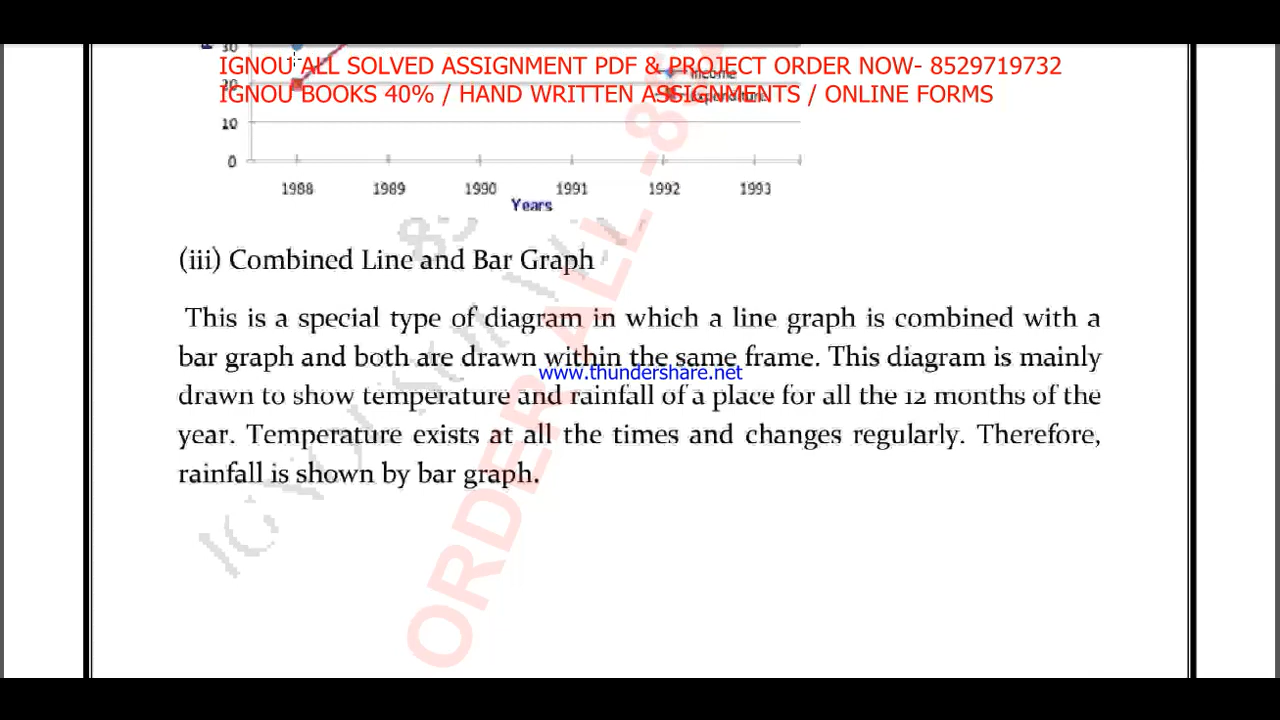 30
IGNOU ALL SOLVED ASSIGNMENT PDF & PROJECT ORDER NOW- 8529719732
Income
20
IGNOU BOOKS 40% / HAND WRITTEN ASSIGNMENTS / ONLINE FORMS
Expenditure
10
0
1988 1989 1990 1991 1992 1993
Years
(iii) Combined Line and Bar Graph
This is a special type of diagram in which a line graph is combined with a
bar graph and both are drawn within the same frame. This diagram is mainly
www.thundershare.net
drawn to show temperature and rainfall of a place for all the 12 months of the
year. Temperature exists at all the times and changes regularly. Therefore,
rainfall is shown by bar graph.
ORDER ALL -8